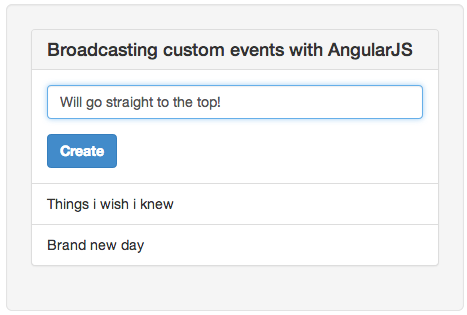 Broadcasting custom events with AngularJS
Will go straight to the top!
Create
Things i wish i knew
Brand new day